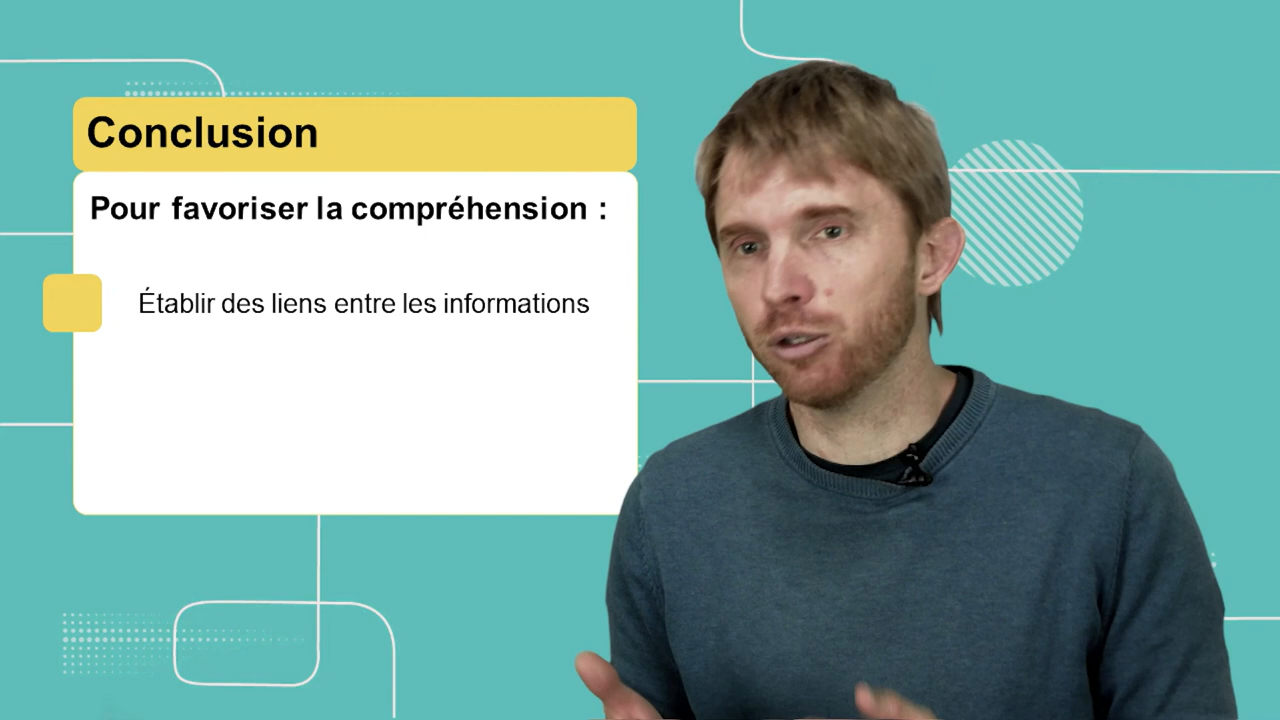 Conclusion
Pour favoriser la compréhension :
Établir des liens entre les informations